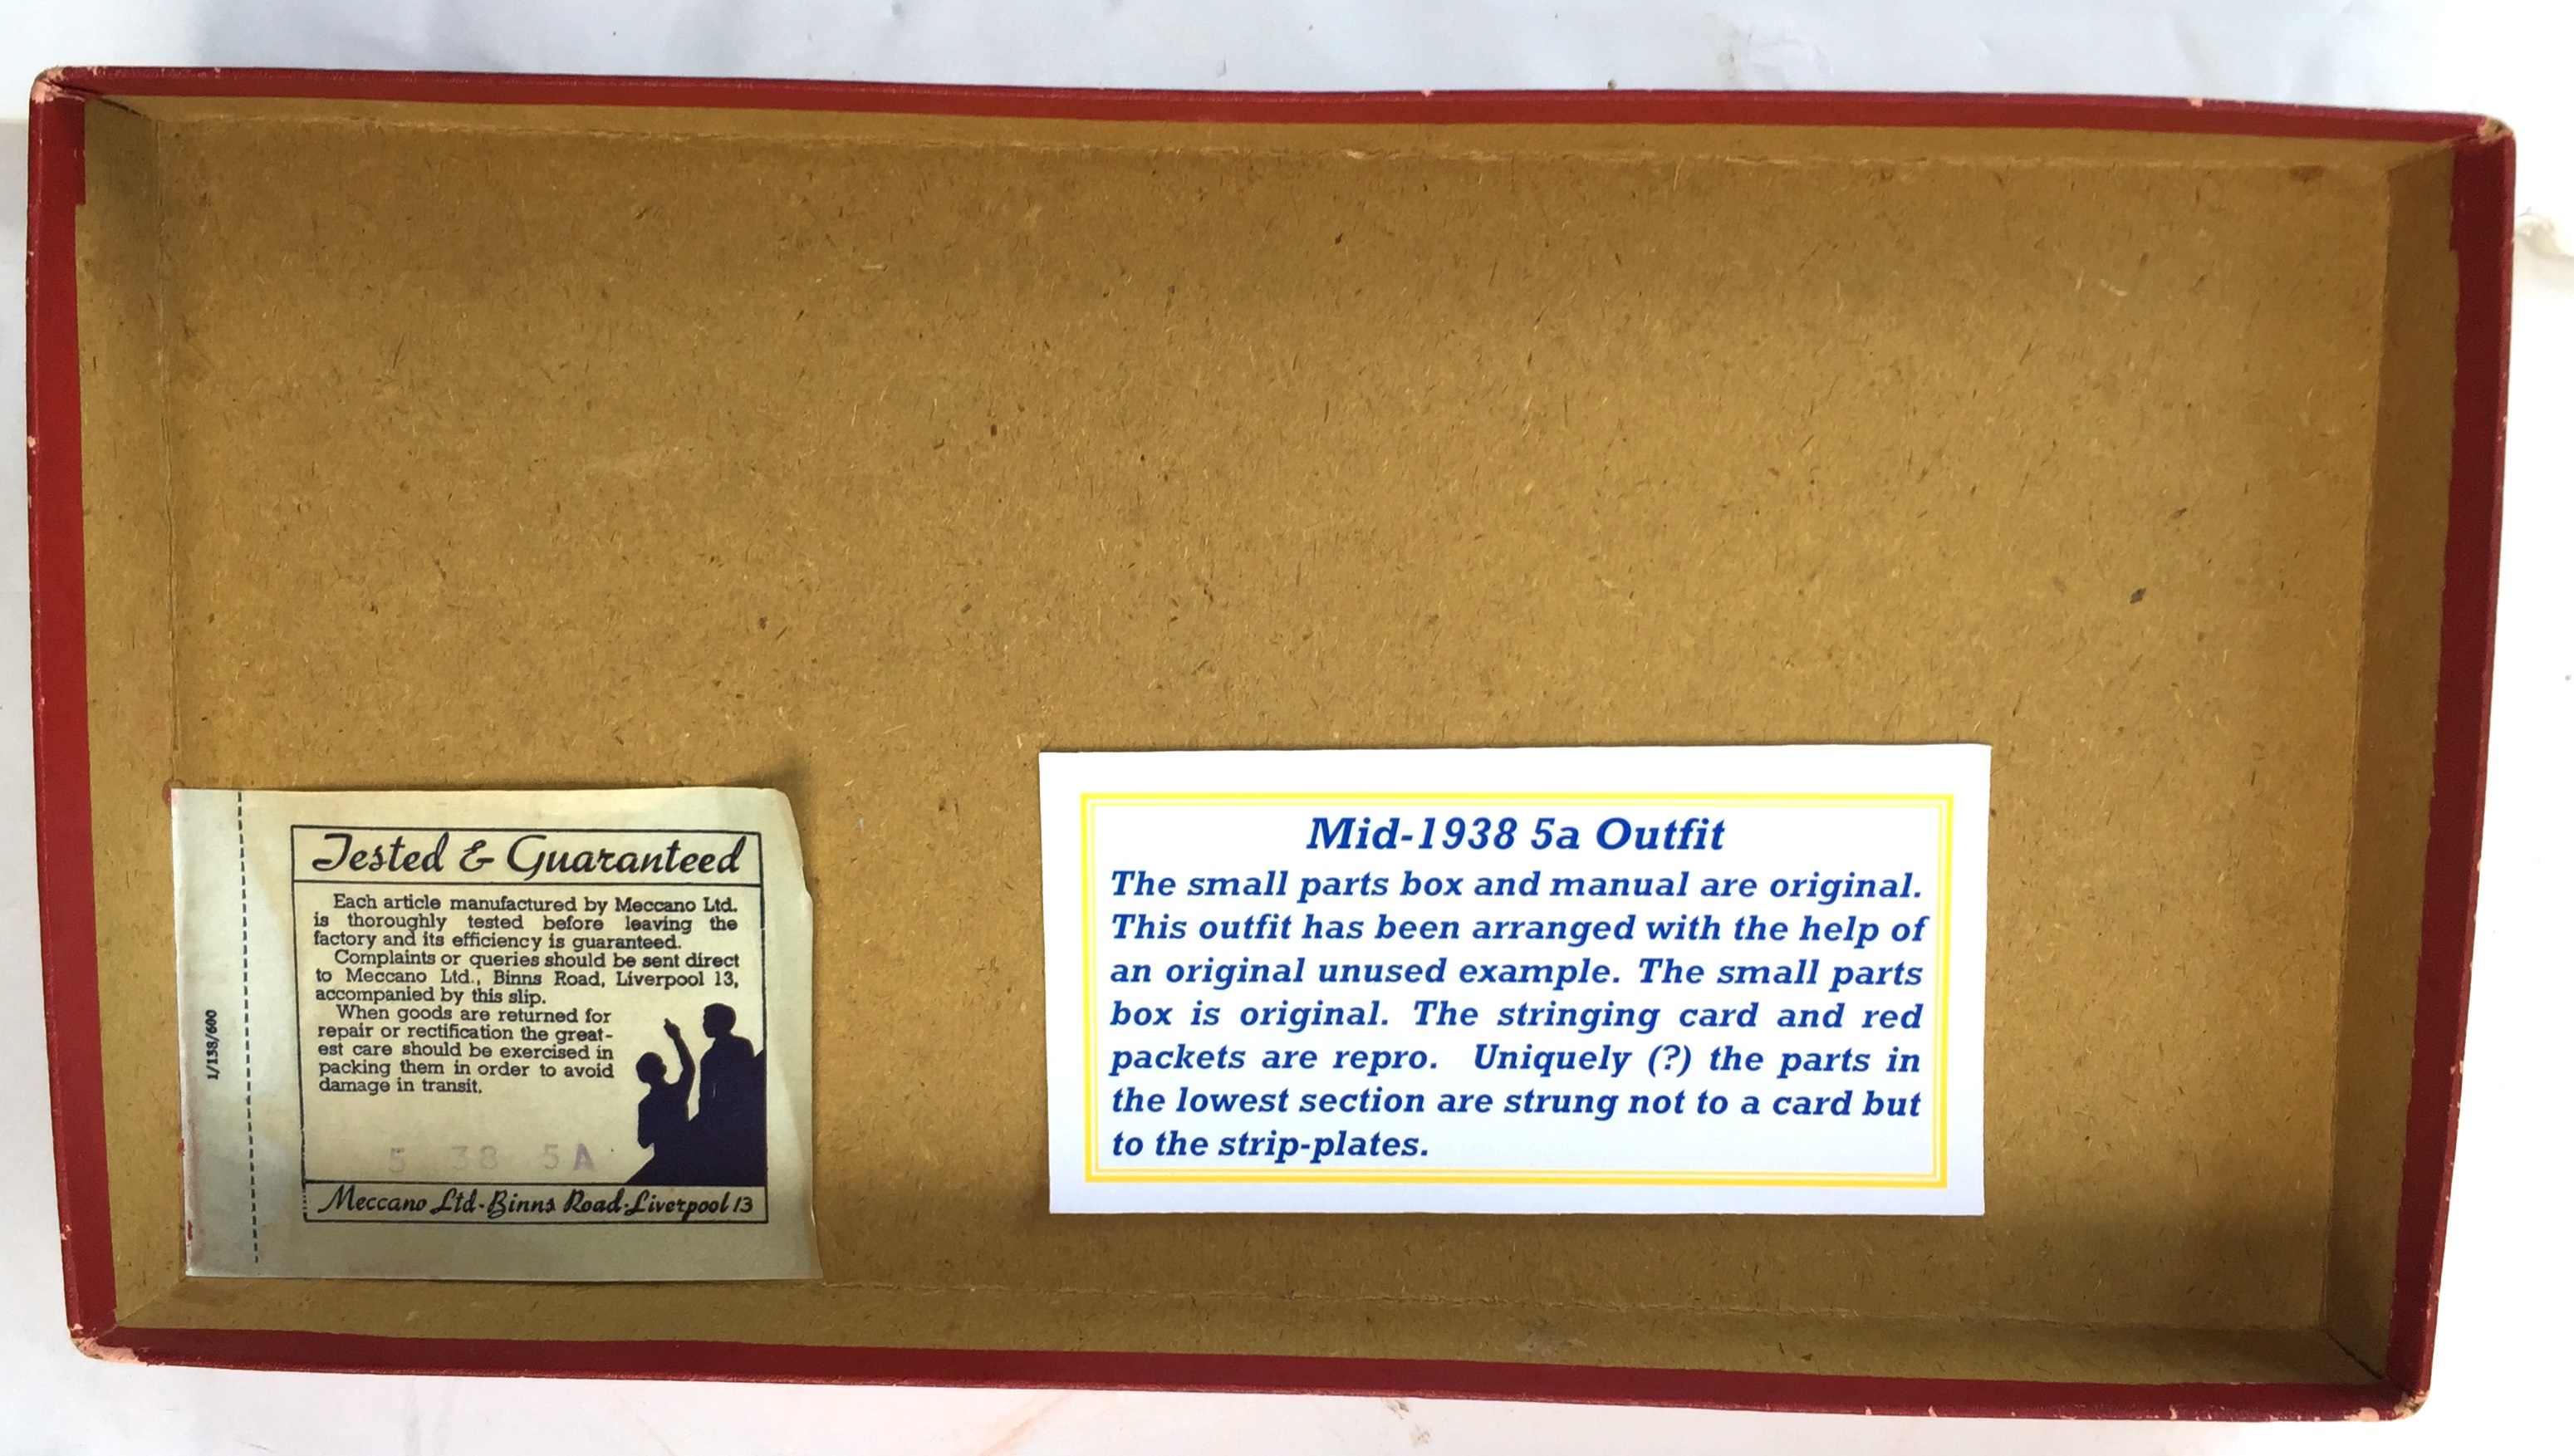 Tested & Guaranteed
Each article manufactured by Meccano Ltd.
is thoroughly tested before leaving the
factory and its efficiency is guaranteed.
Complaints or queries should be sent direct
to Meccano Ltd., Binns Road, Liverpool 13,
accompanied by this slip.
When goods are returned for
repair or rectification the great-
est care should be exercised in
packing them in order to avoid
damage in transit.
5 38 5A
Meccano Ltd-Binns Road-Liverpool 13
1/138/600
Mid-1938 5a Outfit
The small parts box and manual are original.
This outfit has been arranged with the help of
an original unused example. The small parts
box is original. The stringing card and red
packets are repro. Uniquely (?) the parts in
the lowest section are strung not to a card but
to the strip-plates.